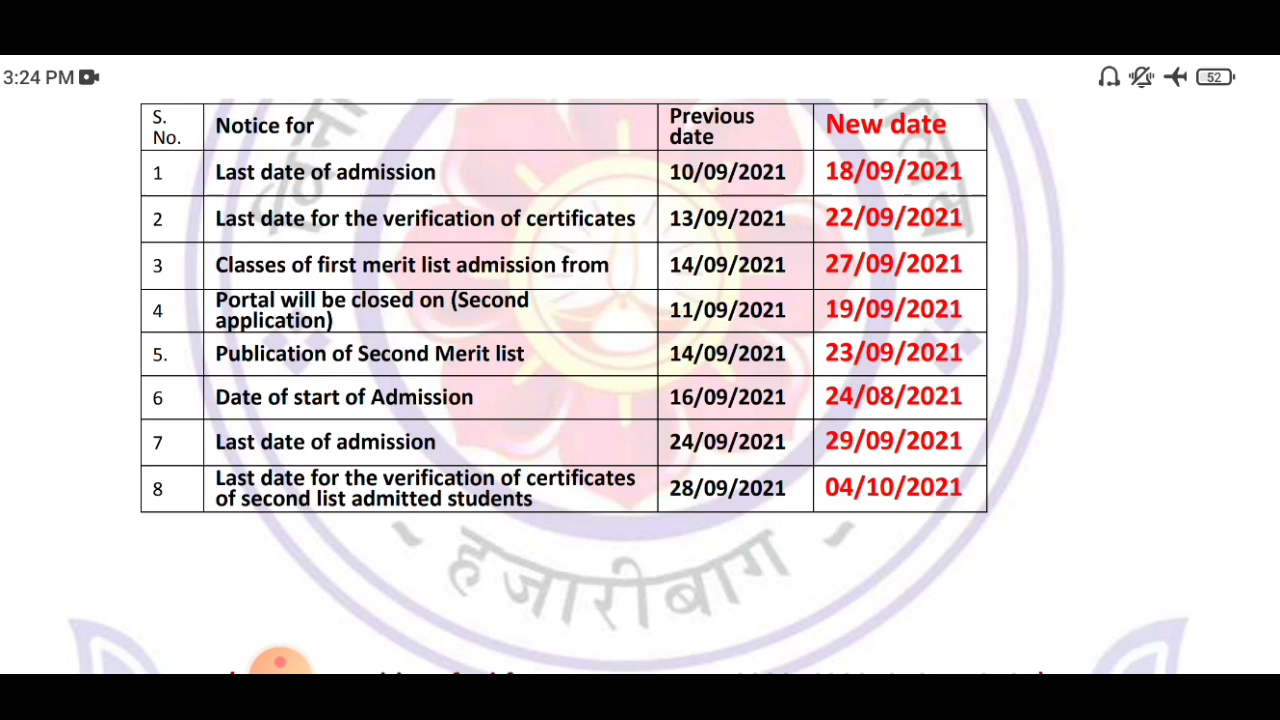 3:24 PM
52
S. No. Notice for Previous date New date
1 Last date of admission 10/09/2021 18/09/2021
2 Last date for the verification of certificates 13/09/2021 22/09/2021
3 Classes of first merit list admission from 14/09/2021 27/09/2021
4 Portal will be closed on (Second application) 11/09/2021 19/09/2021
5. Publication of Second Merit list 14/09/2021 23/09/2021
6 Date of start of Admission 16/09/2021 24/08/2021
7 Last date of admission 24/09/2021 29/09/2021
8 Last date for the verification of certificates of second list admitted students 28/09/2021 04/10/2021
हजारीबाग